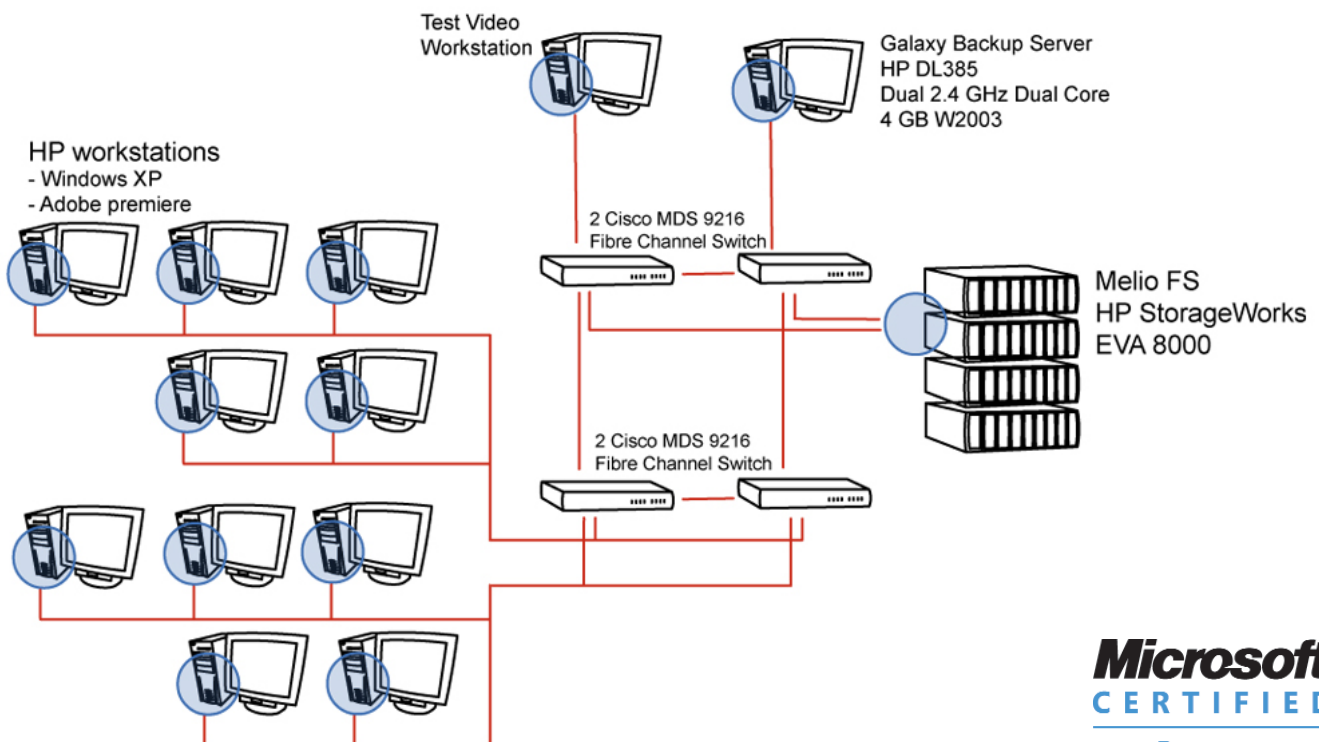 Test Video
Workstation
Galaxy Backup Server
HP DL385
Dual 2.4 GHz Dual Core
4 GB W2003
HP workstations
- Windows XP
- Adobe premiere
2 Cisco MDS 9216
Fibre Channel Switch
Melio FS
HP StorageWorks
EVA 8000
2 Cisco MDS 9216
Fibre Channel Switch
Microsoft
CERTIFIED